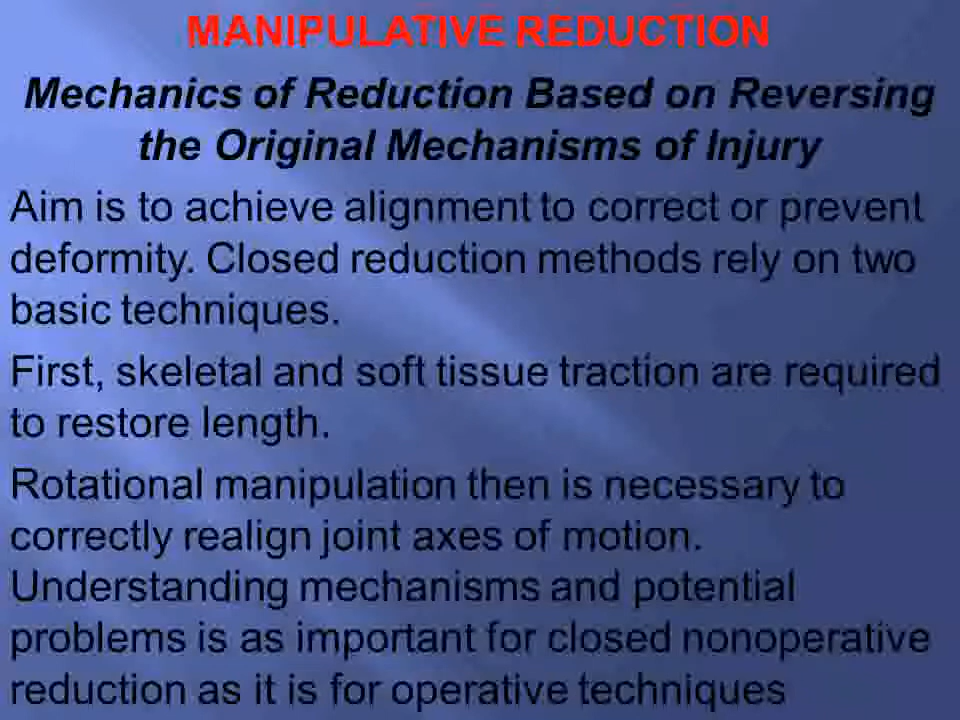 MANIPULATIVE REDUCTION
Mechanics of Reduction Based on Reversing
the Original Mechanisms of Injury
Aim is to achieve alignment to correct or prevent
deformity. Closed reduction methods rely on two
basic techniques.
First, skeletal and soft tissue traction are required
to restore length.
Rotational manipulation then is necessary to
correctly realign joint axes of motion.
Understanding mechanisms and potential
problems is as important for closed nonoperative
reduction as it is for operative techniques